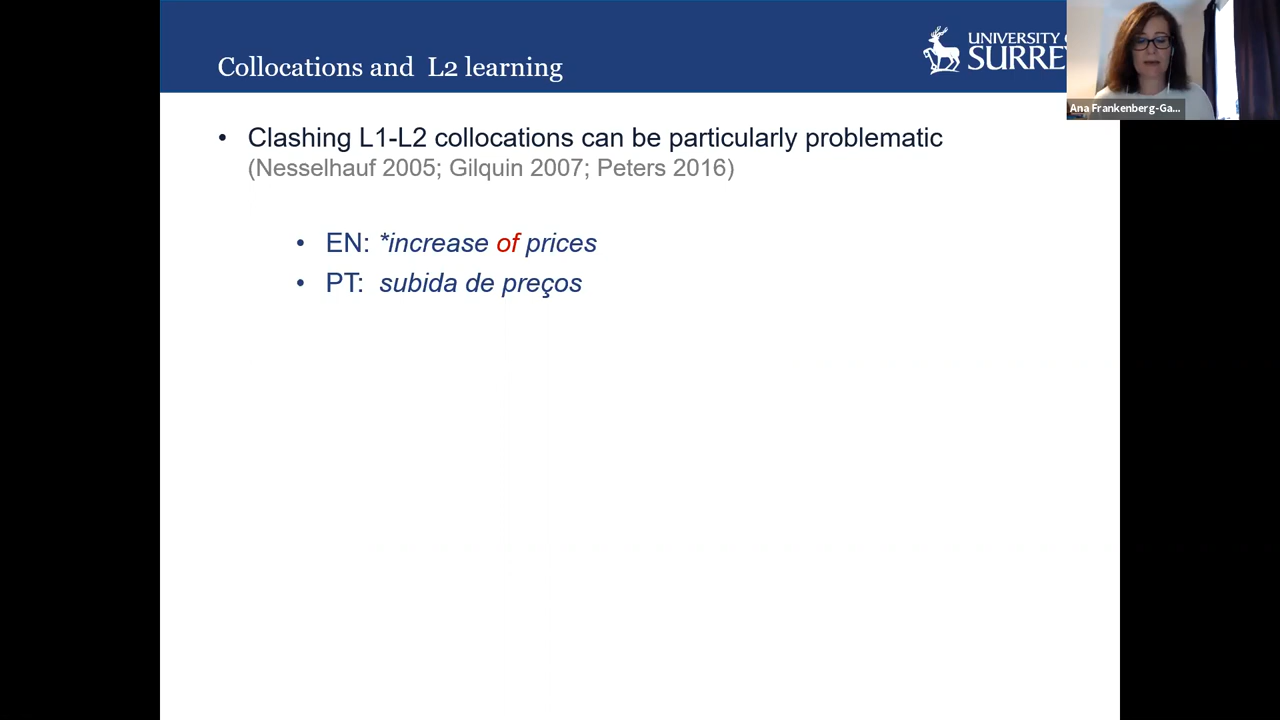 Collocations and L2 learning
UNIVERSITY O
SURRE
Ana Frankenberg-Ga...
• Clashing L1-L2 collocations can be particularly problematic
(Nesselhauf 2005; Gilquin 2007; Peters 2016)
• EN: *increase of prices
• PT: subida de preços